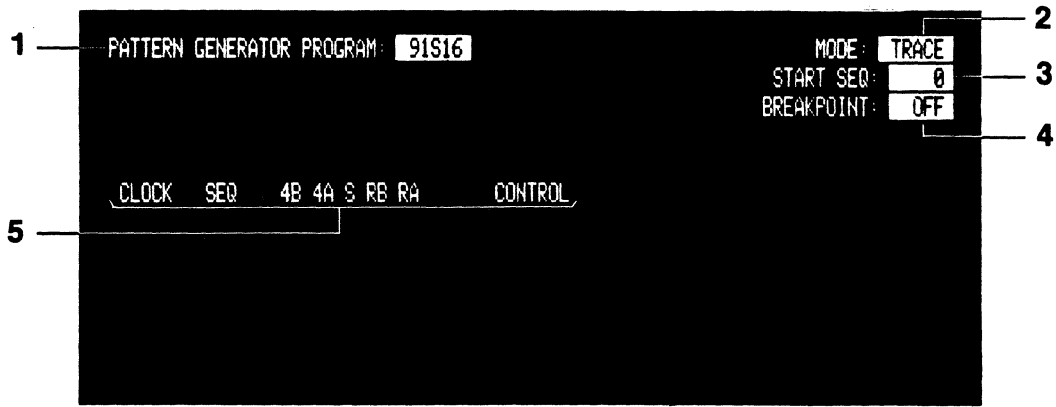 2
1 PATTERN GENERATOR PROGRAM: 91S16 MODE: TRACE
START SEQ: 0 3
BREAKPOINT: OFF
4
CLOCK SEQ 4B 4A S RB RA CONTROL
5